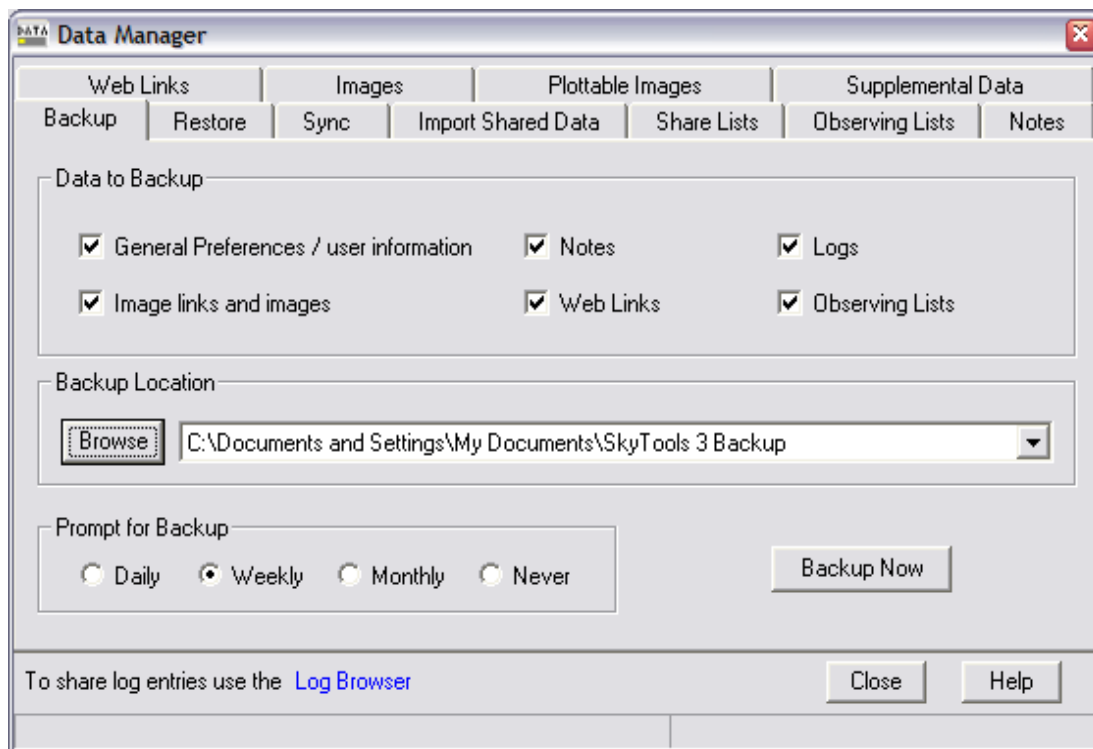 DATA Data Manager
Web Links Images Plottable Images Supplemental Data
Backup Restore Sync Import Shared Data Share Lists Observing Lists Notes
Data to Backup
General Preferences / user information Notes Logs
Image links and images Web Links Observing Lists
Backup Location
Browse C:\Documents and Settings\My Documents\SkyTools 3 Backup
Prompt for Backup
Daily Weekly Monthly Never Backup Now
To share log entries use the Log Browser Close Help